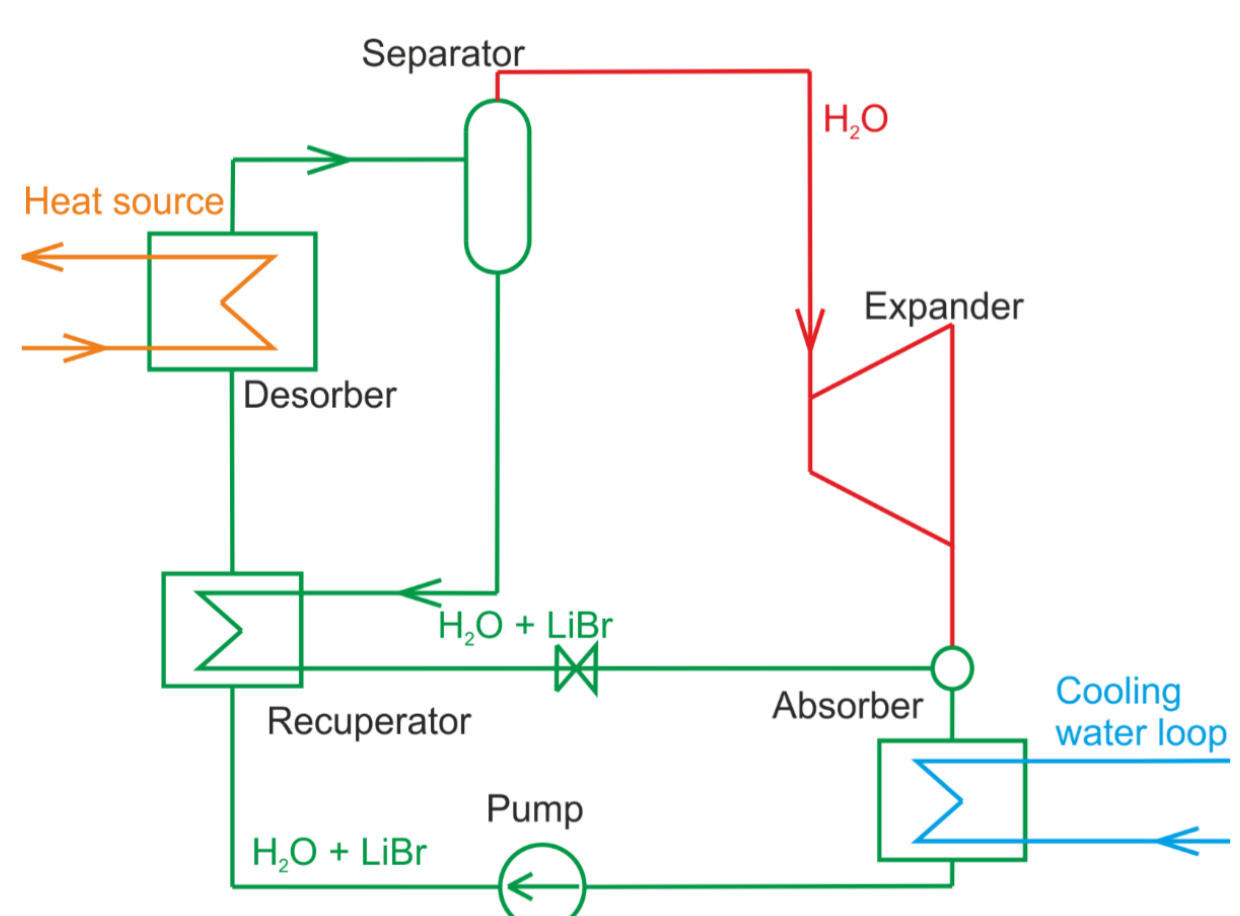 Separator
H₂O
Heat source
Expander
Desorber
H₂O + LiBr
Recuperator
Absorber
Cooling
water loop
Pump
H₂O + LiBr